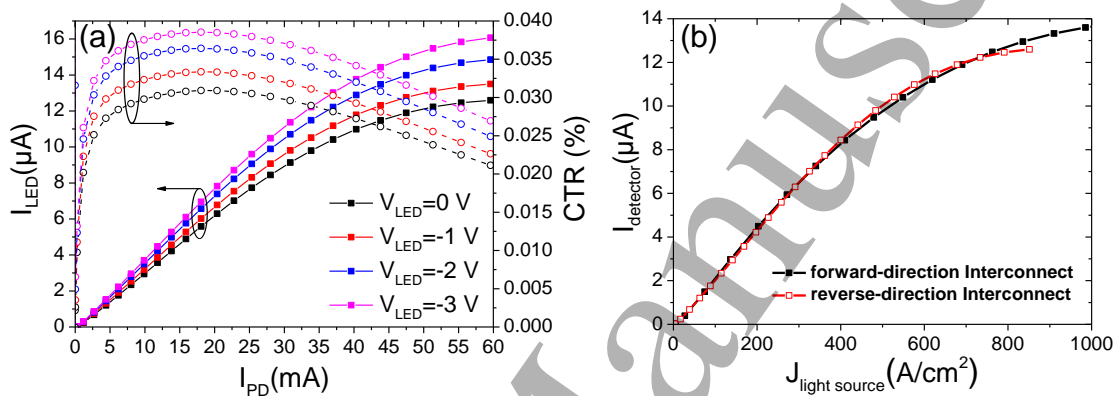 (a)
16
14
12
10
8
6
4
2
0
I_LED(µA)
0.040
0.035
0.030
0.025
0.020
0.015
0.010
0.005
0.000
CTR (%)
V_LED=0 V
V_LED=-1 V
V_LED=-2 V
V_LED=-3 V
0 5 10 15 20 25 30 35 40 45 50 55 60
I_PD(mA)
(b)
14
12
10
8
6
4
2
0
I_detector(µA)
forward-direction Interconnect
reverse-direction Interconnect
0 200 400 600 800 1000
J_light source(A/cm²)